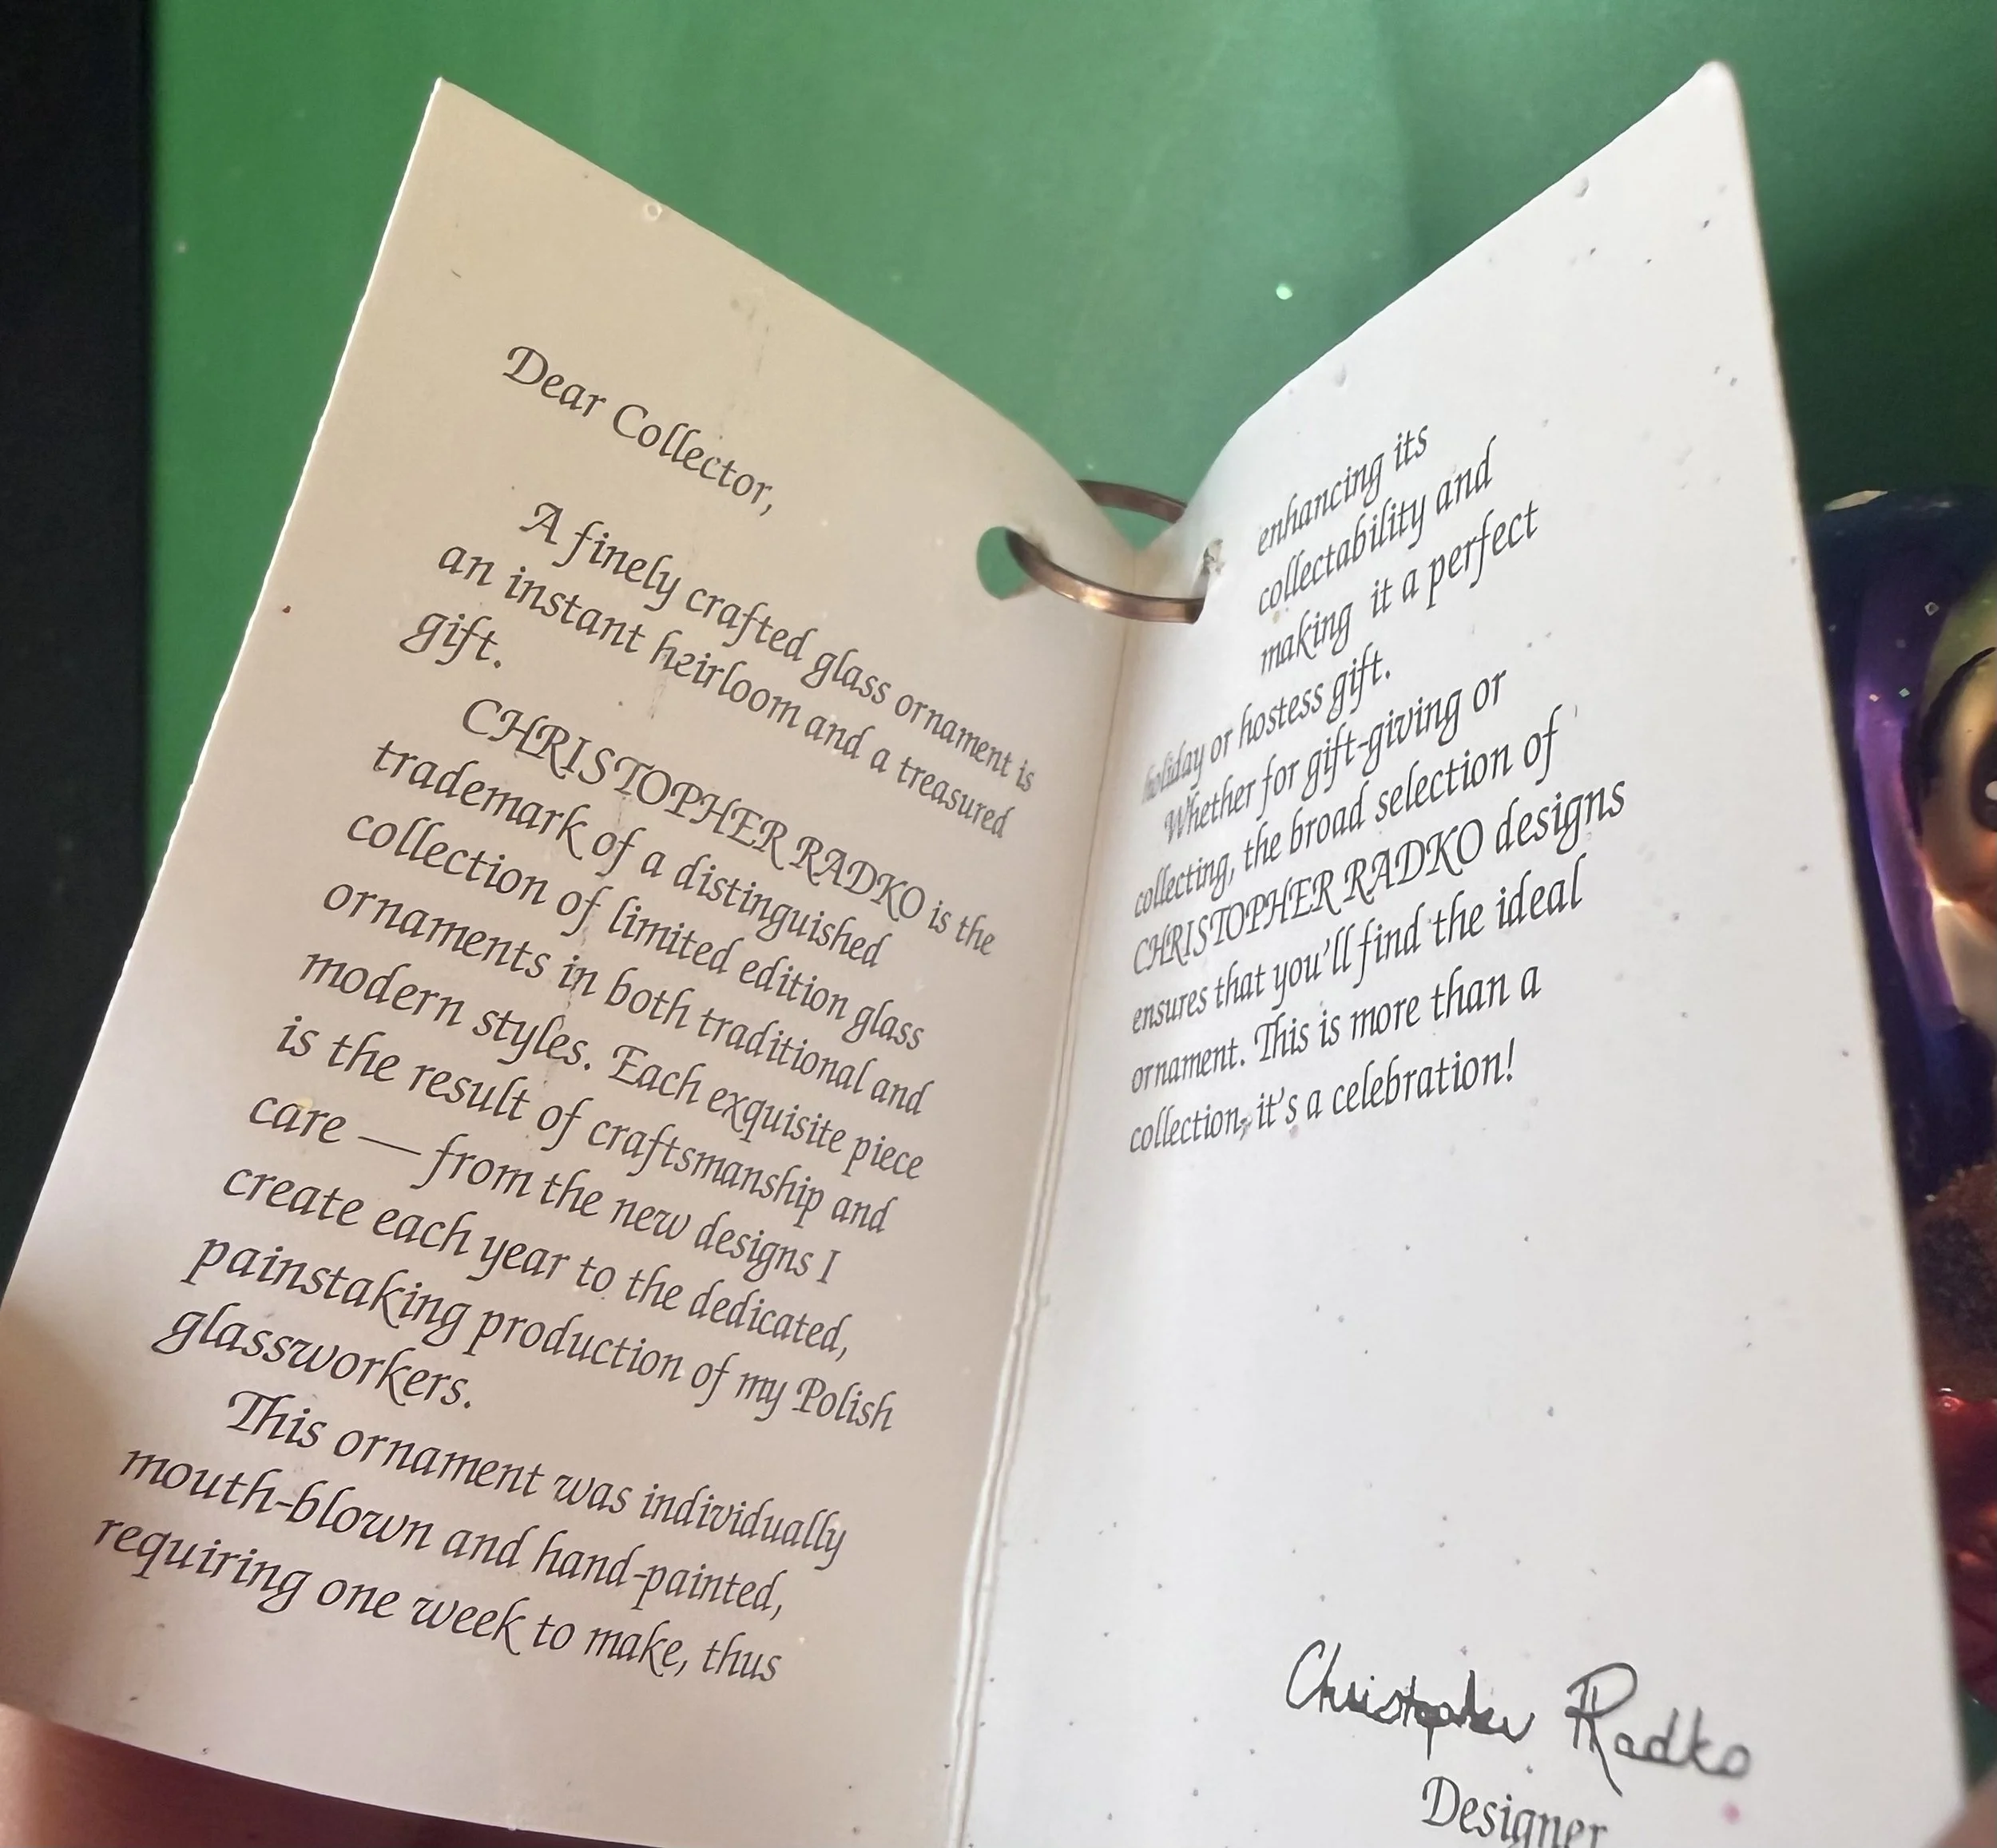 Dear Collector,
A finely crafted glass ornament is
an instant heirloom and a treasured
gift.
CHRISTOPHER RADKO is the
trademark of a distinguished
collection of limited edition glass
ornaments in both traditional and
modern styles. Each exquisite piece
is the result of craftsmanship and
care — from the new designs I
create each year to the dedicated,
painstaking production of my Polish
glassworkers.
This ornament was individually
mouth-blown and hand-painted,
requiring one week to make, thus
enhancing its
collectability and
making it a perfect
holiday or hostess gift.
Whether for gift-giving or
collecting, the broad selection of
CHRISTOPHER RADKO designs
ensures that you'll find the ideal
ornament. This is more than a
collection, it's a celebration!
Christopher Radko
Designer